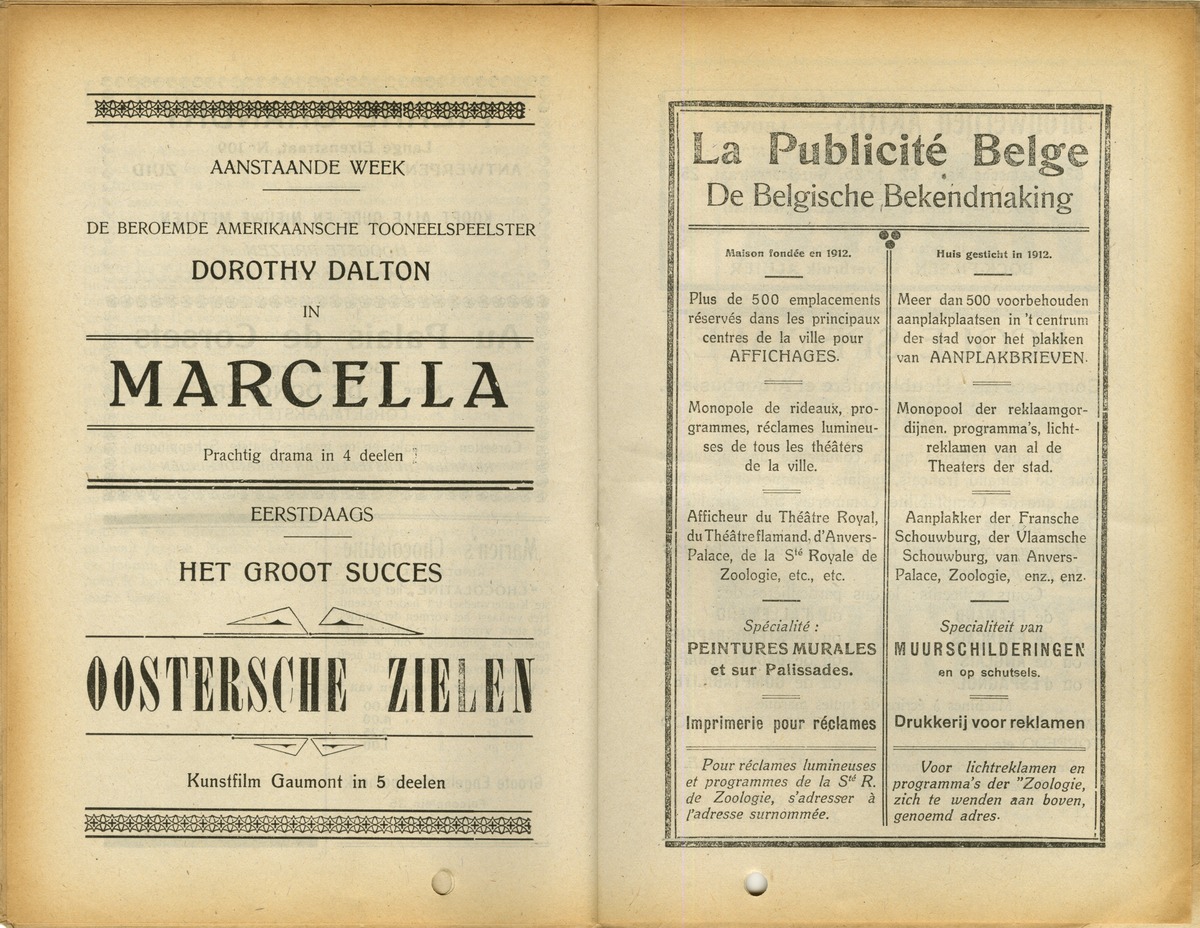 AANSTAANDE WEEK
DE BEROEMDE AMERIKAANSCHE TOONEELSPEELSTER
DOROTHY DALTON
IN
MARCELLA
Prachtig drama in 4 deelen
EERSTDAAGS
HET GROOT SUCCES
OOSTERSCHE ZIELEN
Kunstfilm Gaumont in 5 deelen
La Publicité Belge
De Belgische Bekendmaking
Maison fondée en 1912.
Plus de 500 emplacements
réservés dans les principaux
centres de la ville pour
AFFICHAGES.
Monopole de rideaux, pro-
grammes, réclames lumineu-
ses de tous les théâters
de la ville.
Afficheur du Théâtre Royal,
du Théâtre flamand, d'Anvers-
Palace, de la Sté Royale de
Zoologie, etc., etc.
Spécialité :
PEINTURES MURALES
et sur Palissades.
Imprimerie pour réclames
Pour réclames lumineuses
et programmes de la Sté R.
de Zoologie, s'adresser à
l'adresse surnommée.
Huis gesticht in 1912.
Meer dan 500 voorbehouden
aanplakplaatsen in 't centrum
der stad voor het plakken
van AANPLAKBRIEVEN.
Monopool der reklaamgor-
dijnen. programma's, licht-
reklamen van al de
Theaters der stad.
Aanplakker der Fransche
Schouwburg, der Vlaamsche
Schouwburg, van Anvers-
Palace, Zoologie, enz., enz.
Specialiteit van
MUURSCHILDERINGEN
en op schutsels.
Drukkerij voor reklamen
Voor lichtreklamen en
programma's der "Zoologie,
zich te wenden aan boven,
genoemd adres.